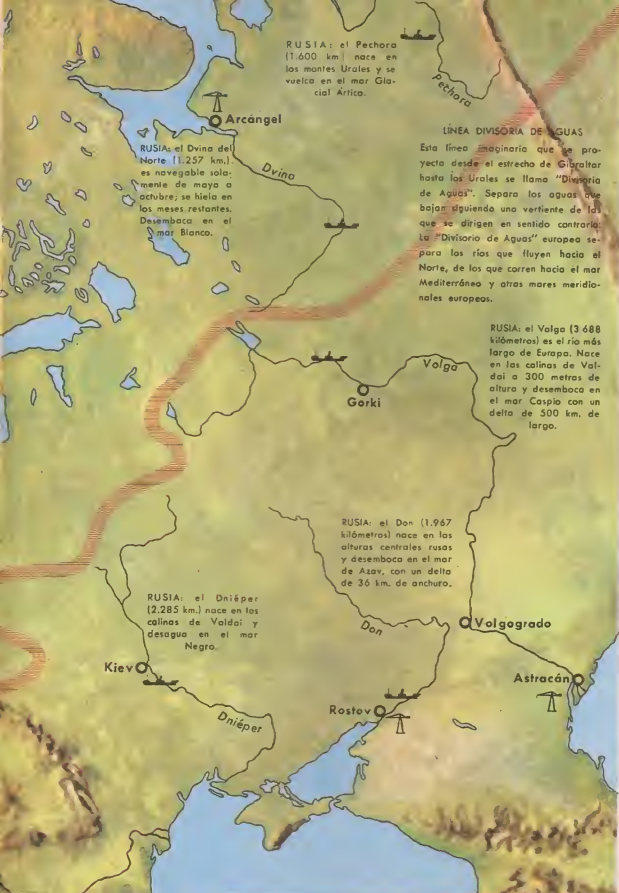 RUSIA: el Pechora
(1.600 km) nace en
los montes Urales y se
vuelca en el mar Gla-
cial Ártico.
Pechora
Arcángel
RUSIA: el Dvina del
Norte (1.257 km.)
es navegable sola-
mente de mayo a
octubre; se hiela en
los meses restantes.
Desemboca en el
mar Blanco.
Dvina
LÍNEA DIVISORIA DE AGUAS
Esta línea imaginaria que se pro-
yecta desde el estrecho de Gibraltar
hasta los Urales se llama "Divisoria
de Aguas". Separa las aguas que
bajan siguiendo una vertiente de las
que se dirigen en sentido contrario.
La "Divisorio de Aguas" europea se-
para los ríos que fluyen hacia el
Norte, de los que corren hacia el mar
Mediterráneo y otros mares meridio-
nales europeos.
RUSIA: el Volga (3.688
kilómetros) es el río más
largo de Europa. Nace
en las colinas de Val-
dai a 300 metros de
altura y desemboca en
el mar Caspio con un
delta de 500 km. de
largo.
Volga
Gorki
RUSIA: el Don (1.967
kilómetros) nace en las
alturas centrales rusas
y desemboca en el mar
de Azov, con un delta
de 36 km. de anchura.
RUSIA: el Dniéper
(2.285 km.) nace en las
colinas de Valdai y
desagua en el mar
Negro.
Don
Volgogrado
Kiev
Astracán
Rostov
Dniéper